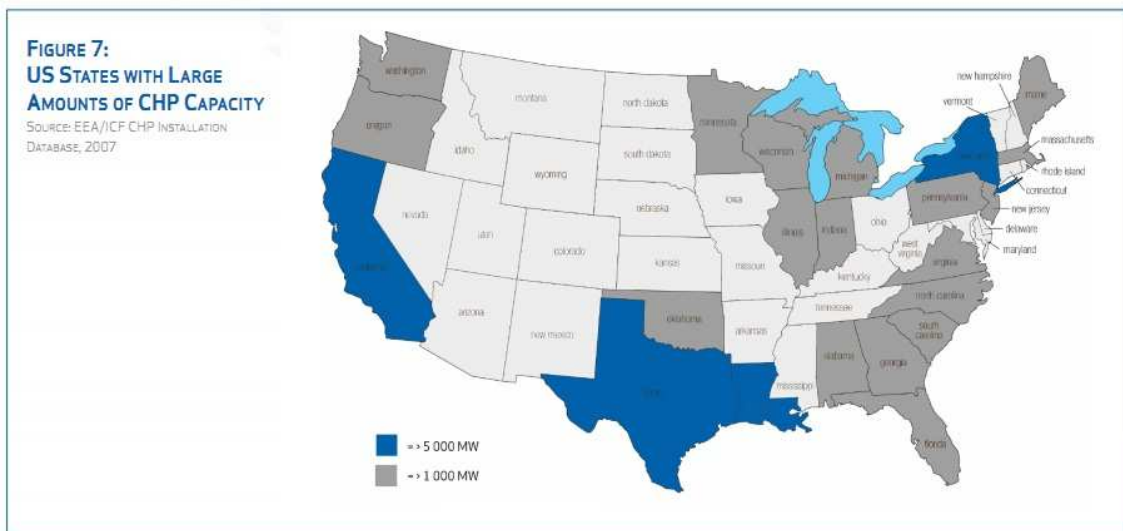 FIGURE 7:
US STATES WITH LARGE
AMOUNTS OF CHP CAPACITY
SOURCE: EEA/ICF CHP INSTALLATION
DATABASE, 2007
washington
montana
north dakota
minnesota
new hampshire
vermont
maine
oregon
idaho
south dakota
wisconsin
michigan
massachusetts
rhode island
connecticut
wyoming
iowa
pennsylvania
new jersey
nebraska
nevada
utah
colorado
illinois
indiana
ohio
west
virginia
delaware
maryland
virginia
kansas
missouri
kentucky
north carolina
tennessee
oklahoma
arkansas
south
carolina
arizona
new mexico
mississippi
alabama
georgia
florida
= > 5 000 MW
= > 1 000 MW